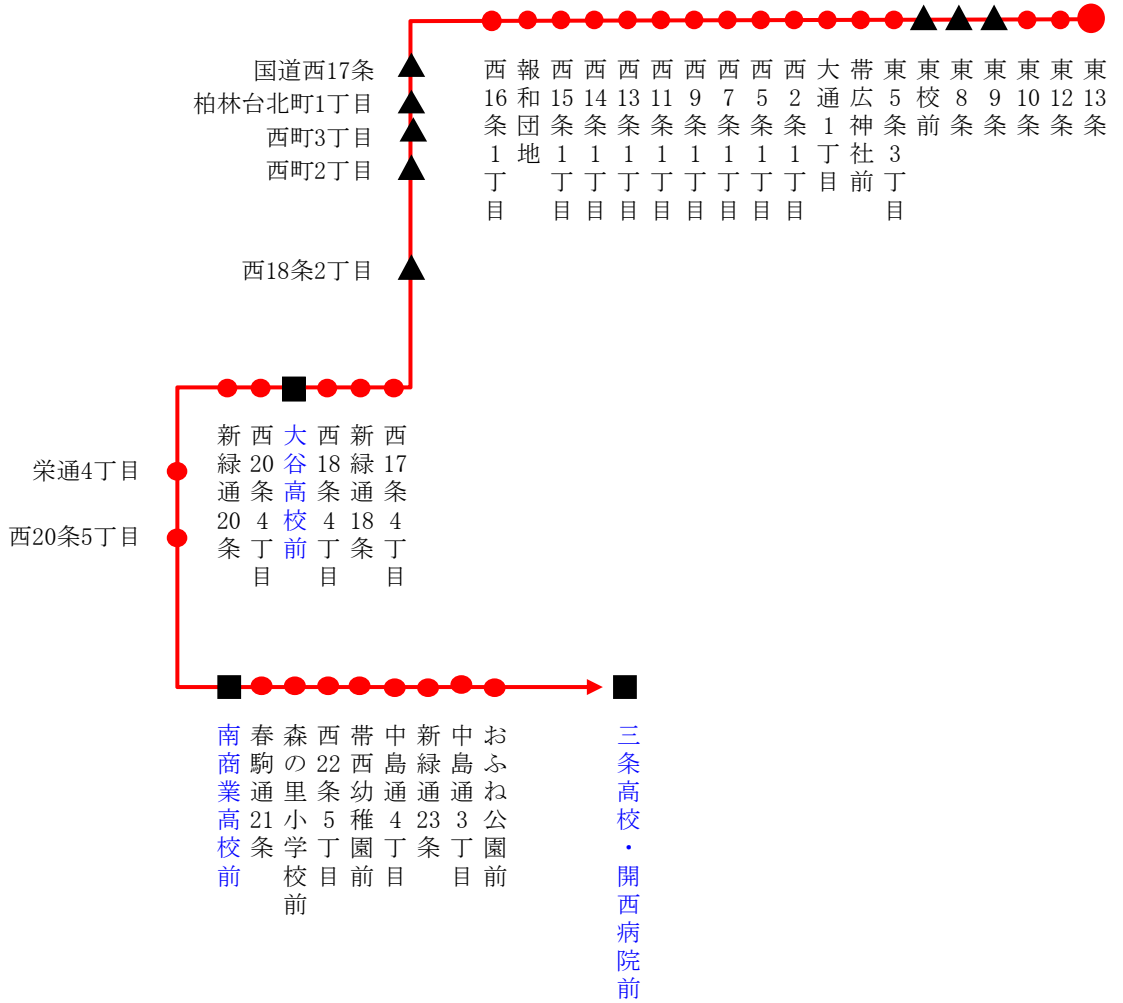 国道西17条
柏林台北町1丁目
西町3丁目
西町2丁目
西18条2丁目
西16条1丁目
報和団地
西15条1丁目
西14条1丁目
西13条1丁目
西11条1丁目
西9条1丁目
西7条1丁目
西5条1丁目
西2条1丁目
大通1丁目
帯広神社前
東5条3丁目
東校前
東8条
東9条
東10条
東12条
東13条
新緑通20条
西20条4丁目
大谷高校前
西18条4丁目
新緑通18条
西17条4丁目
栄通4丁目
西20条5丁目
南商業高校前
春駒通21条
森の里小学校前
西22条5丁目
帯西幼稚園前
中島通4丁目
新緑通23条
中島通3丁目
おふね公園前
三条高校・開西病院前